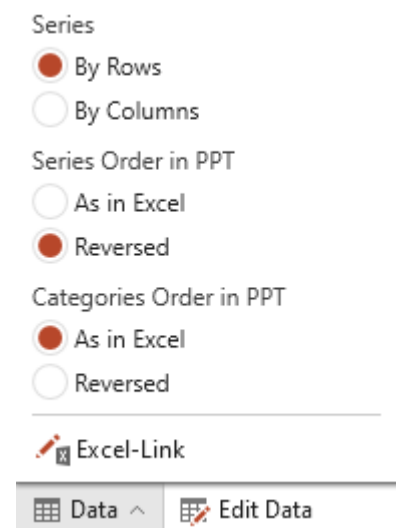 Series
By Rows
By Columns
Series Order in PPT
As in Excel
Reversed
Categories Order in PPT
As in Excel
Reversed
Excel-Link
Data Edit Data